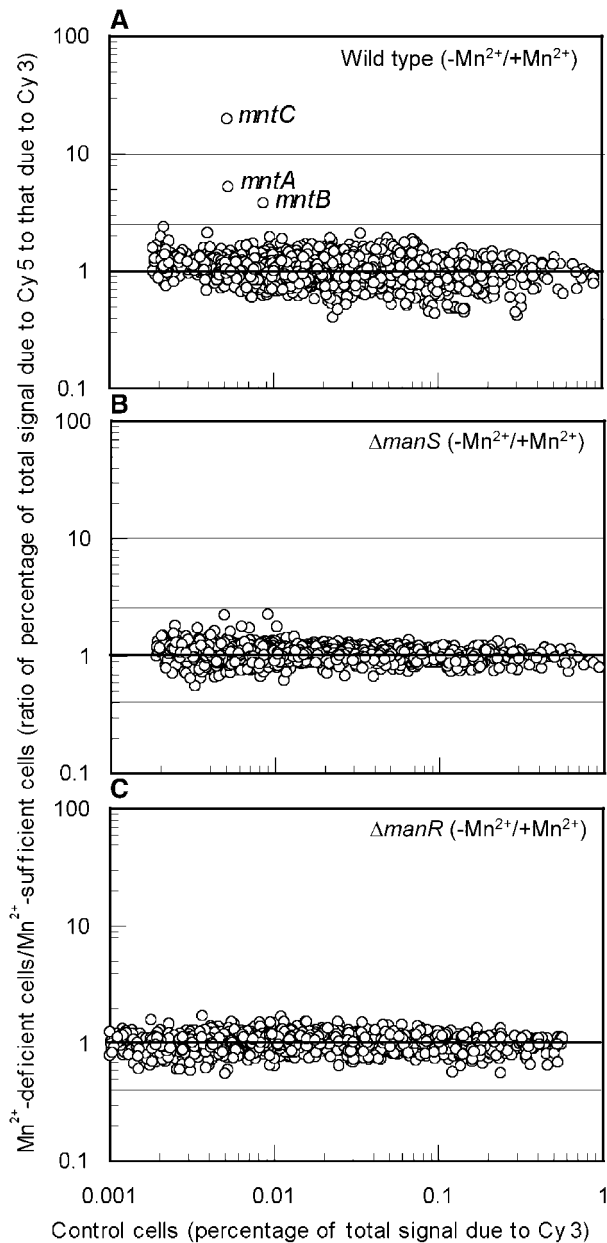 Mn²⁺-deficient cells/Mn²⁺-sufficient cells (ratio of percentage of total signal due to Cy5 to that due to Cy3)
A
100
Wild type (-Mn²⁺/+Mn²⁺)
mntC
10
mntA
mntB
1
0.1
B
100
ΔmanS (-Mn²⁺/+Mn²⁺)
10
1
0.1
C
100
ΔmanR (-Mn²⁺/+Mn²⁺)
10
1
0.1
0.001 0.01 0.1 1
Control cells (percentage of total signal due to Cy3)